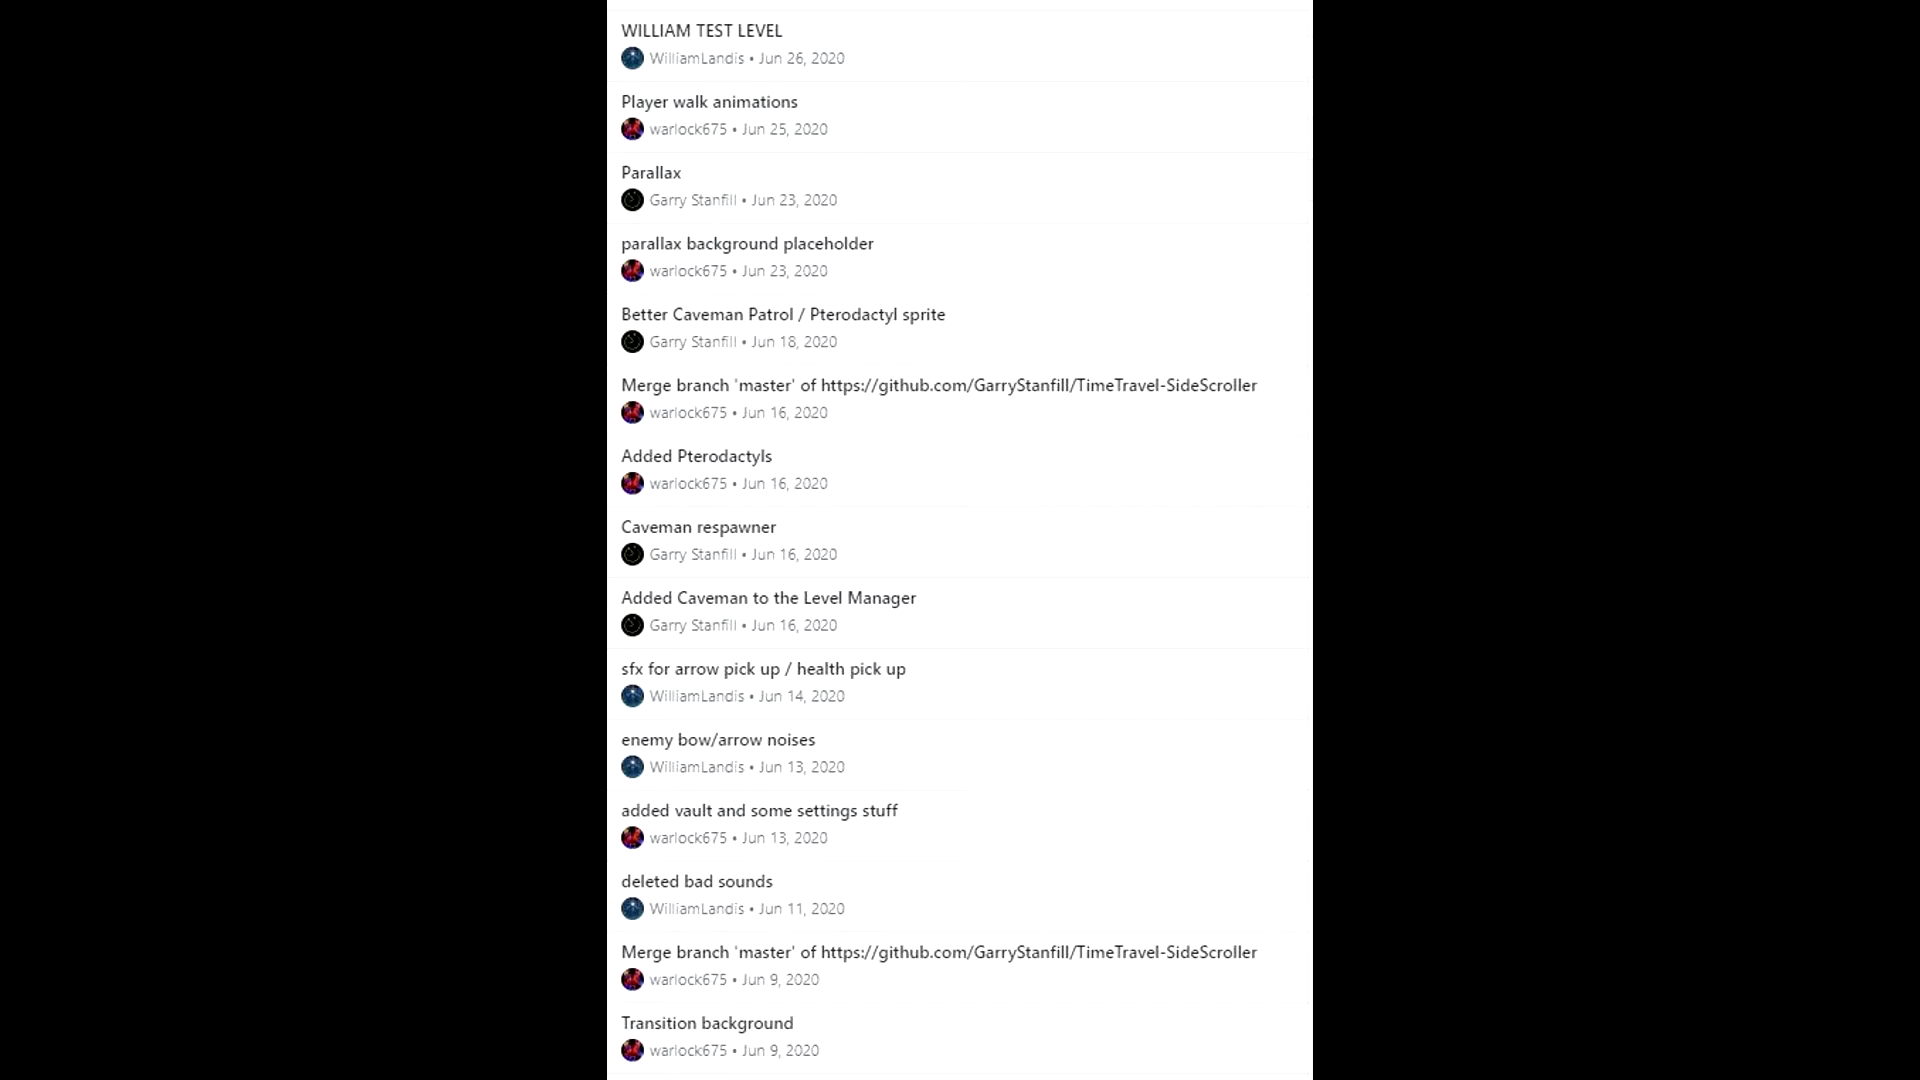 WILLIAM TEST LEVEL
WilliamLandis • Jun 26, 2020
Player walk animations
warlock675 • Jun 25, 2020
Parallax
Garry Stanfill • Jun 23, 2020
parallax background placeholder
warlock675 • Jun 23, 2020
Better Caveman Patrol / Pterodactyl sprite
Garry Stanfill • Jun 18, 2020
Merge branch 'master' of https://github.com/GarryStanfill/TimeTravel-SideScroller
warlock675 • Jun 16, 2020
Added Pterodactyls
warlock675 • Jun 16, 2020
Caveman respawner
Garry Stanfill • Jun 16, 2020
Added Caveman to the Level Manager
Garry Stanfill • Jun 16, 2020
sfx for arrow pick up / health pick up
WilliamLandis • Jun 14, 2020
enemy bow/arrow noises
WilliamLandis • Jun 13, 2020
added vault and some settings stuff
warlock675 • Jun 13, 2020
deleted bad sounds
WilliamLandis • Jun 11, 2020
Merge branch 'master' of https://github.com/GarryStanfill/TimeTravel-SideScroller
warlock675 • Jun 9, 2020
Transition background
warlock675 • Jun 9, 2020